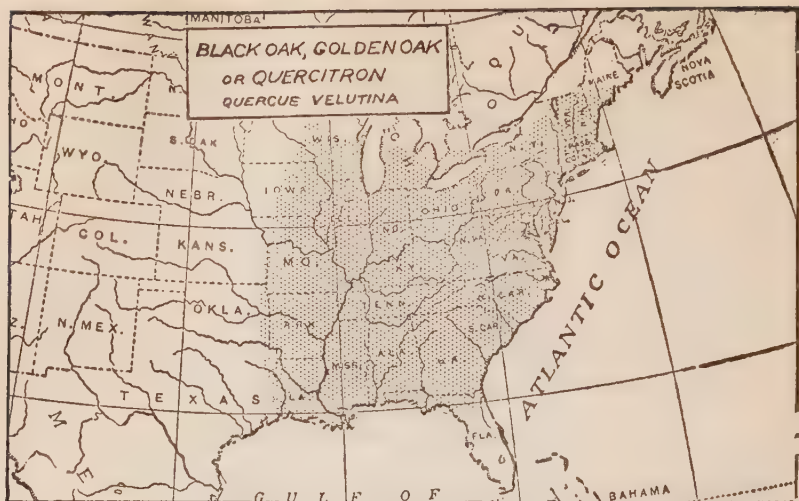 MANITOBA
BLACK OAK, GOLDEN OAK
OR QUERCITRON
QUERCUE VELUTINA
QU
NOVA
SCOTIA
MAINE
MONT.
S. DAK
WIS.
N.Y.
WYO.
IOWA
PA.
NEBR.
OHIO
IND.
COL.
KANS.
MO.
KY.
VA.
OKLA.
TENN.
N. CAR.
N. MEX.
ARK.
S. CAR.
MISS.
ALA.
GA.
TEXAS
LA.
FLA.
ATLANTIC OCEAN
GULF OF
BAHAMA